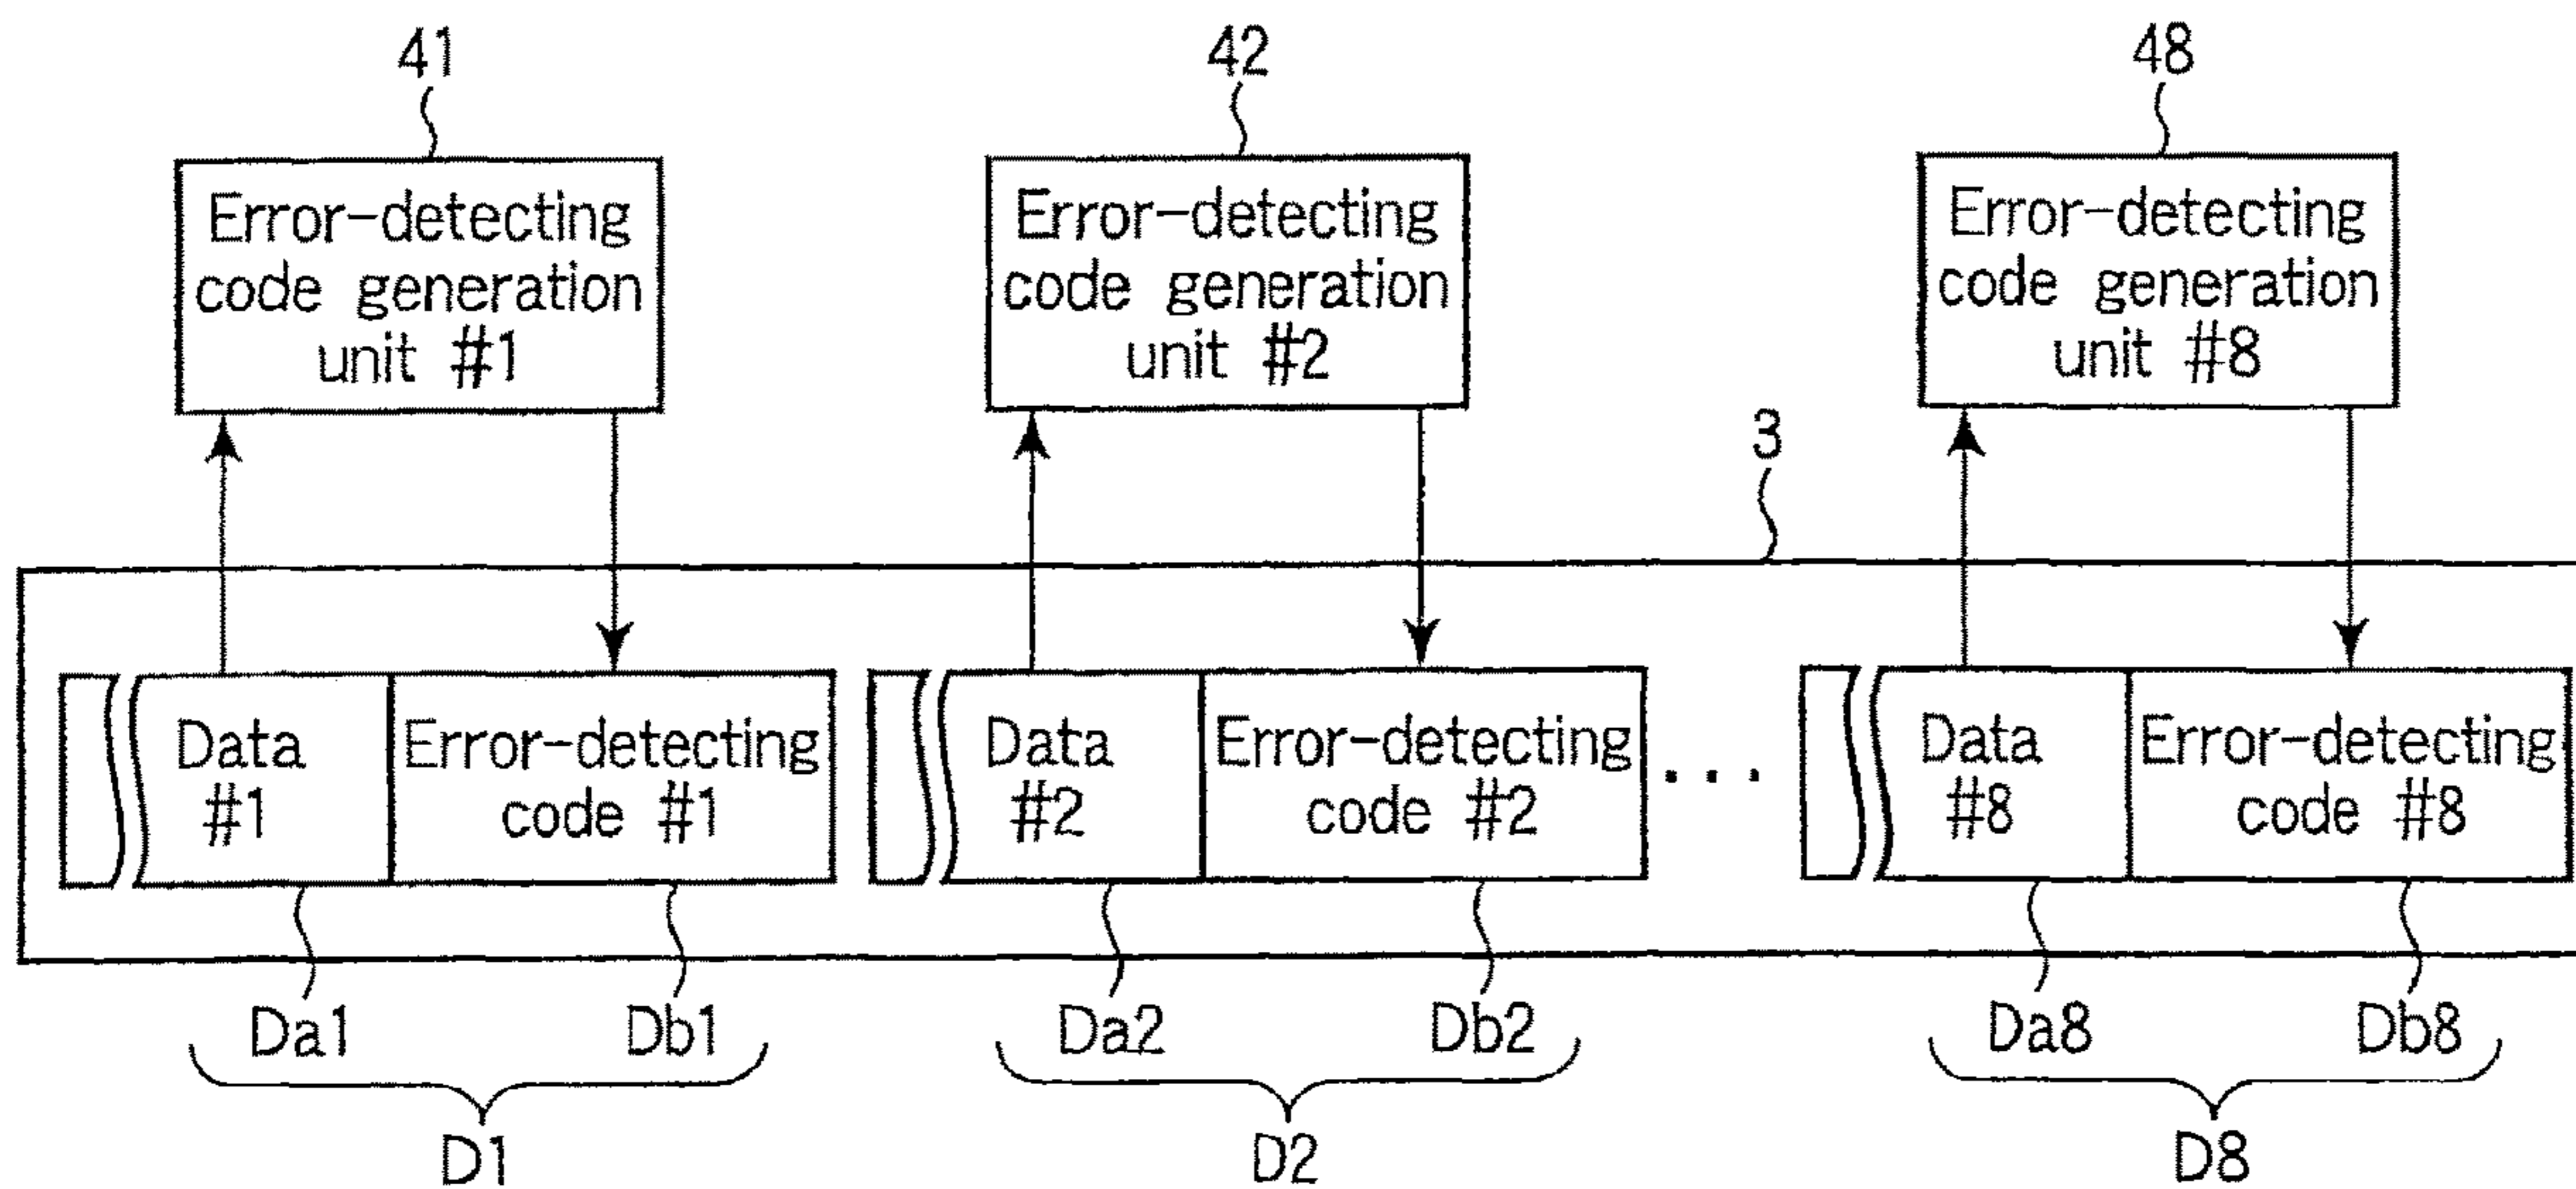 41
42
48
Error-detecting
code generation
unit #1
Error-detecting
code generation
unit #2
Error-detecting
code generation
unit #8
3
Data
#1
Error-detecting
code #1
Data
#2
Error-detecting
code #2
...
Data
#8
Error-detecting
code #8
Da1
Db1
Da2
Db2
Da8
Db8
D1
D2
D8